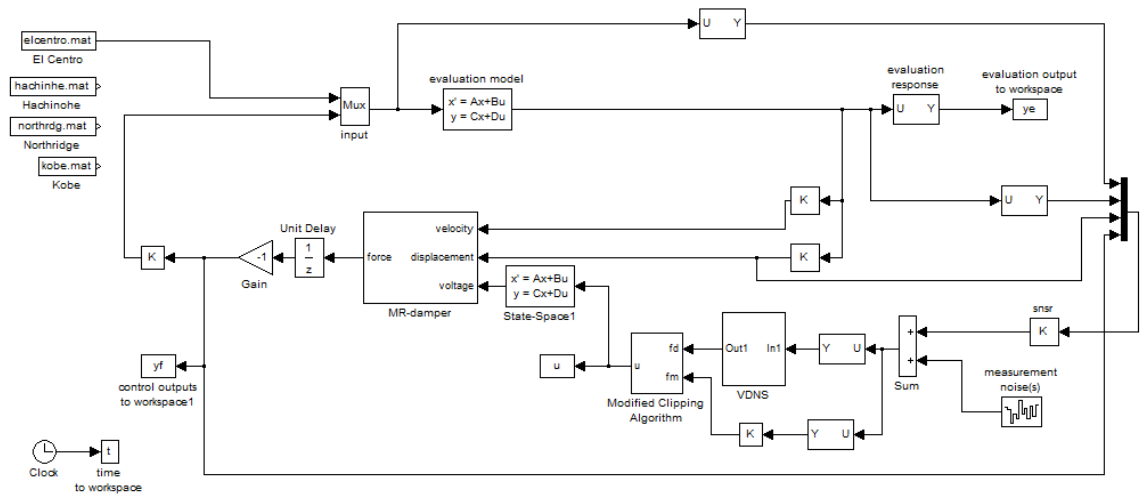 elcentro.mat
El Centro
hachinhe.mat
Hachinohe
northrdg.mat
Northridge
kobe.mat
Kobe
Mux
input
U Y
evaluation model
x' = Ax+Bu
y = Cx+Du
evaluation
response
U Y
evaluation output
to workspace
ye
U Y
K
K
velocity
displacement
voltage
force
MR-damper
Unit Delay
1
z
-1
Gain
K
x' = Ax+Bu
y = Cx+Du
State-Space1
yf
control outputs
to workspace1
u
fd
fm
u
Modified Clipping
Algorithm
Out1 In1
VDNS
Y U
K
Y U
+
+
Sum
snsr
K
measurement
noise(s)
Clock
t
time
to workspace